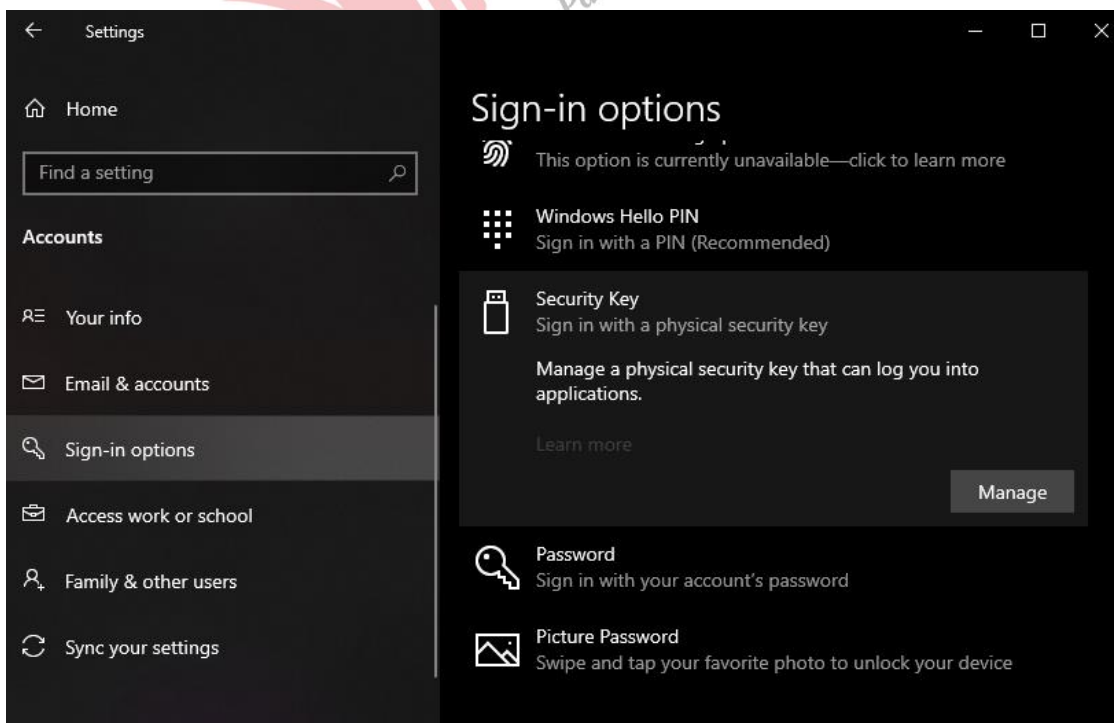 Settings
Home
Find a setting
Accounts
Your info
Email & accounts
Sign-in options
Access work or school
Family & other users
Sync your settings
Sign-in options
This option is currently unavailable—click to learn more
Windows Hello PIN
Sign in with a PIN (Recommended)
Security Key
Sign in with a physical security key
Manage a physical security key that can log you into
applications.
Learn more
Manage
Password
Sign in with your account's password
Picture Password
Swipe and tap your favorite photo to unlock your device